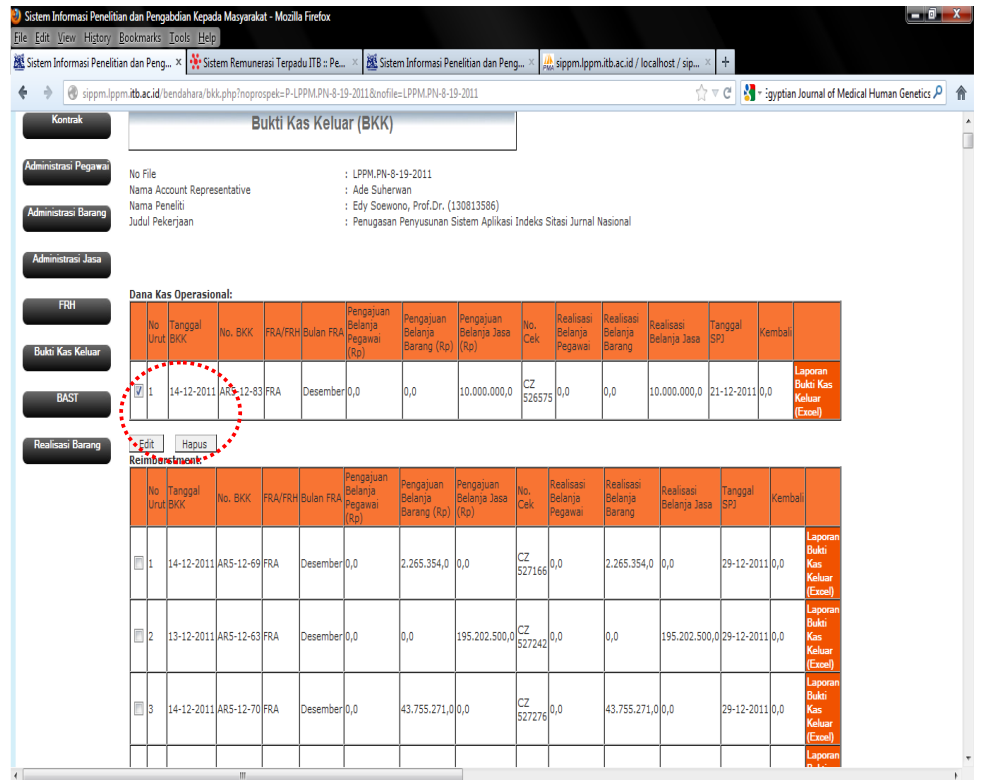 Sistem Informasi Penelitian dan Pengabdian Kepada Masyarakat - Mozilla Firefox
File Edit View History Bookmarks Tools Help
Sistem Informasi Penelitian dan Peng... × Sistem Remunerasi Terpadu ITB :: Pe... × Sistem Informasi Penelitian dan Peng... × sippm.lppm.itb.ac.id / localhost / sip... × +
sippm.lppm.itb.ac.id/bendahara/bkk.php?noprospek=P-LPPM.PN-8-19-2011&nofile=LPPM.PN-8-19-2011
Egyptian Journal of Medical Human Genetics
Kontrak
Administrasi Pegawai
Administrasi Barang
Administrasi Jasa
FRH
Bukti Kas Keluar
BAST
Realisasi Barang
Bukti Kas Keluar (BKK)
No File : LPPM.PN-8-19-2011
Nama Account Representative : Ade Suherwan
Nama Peneliti : Edy Soewono, Prof.Dr. (130813586)
Judul Pekerjaan : Penugasan Penyusunan Sistem Aplikasi Indeks Sitasi Jurnal Nasional
Dana Kas Operasional:
No Urut Tanggal BKK No. BKK FRA/FRH Bulan FRA Pengajuan Belanja Pegawai (Rp) Pengajuan Belanja Barang (Rp) Pengajuan Belanja Jasa (Rp) No. Cek Realisasi Belanja Pegawai Realisasi Belanja Barang Realisasi Belanja Jasa Tanggal SPJ Kembali
1 14-12-2011 AR5-12-83 FRA Desember 0,0 0,0 10.000.000,0 CZ 526575 0,0 0,0 10.000.000,0 21-12-2011 0,0 Laporan Bukti Kas Keluar (Excel)
Edit Hapus
Reimburstment:
No Urut Tanggal BKK No. BKK FRA/FRH Bulan FRA Pengajuan Belanja Pegawai (Rp) Pengajuan Belanja Barang (Rp) Pengajuan Belanja Jasa (Rp) No. Cek Realisasi Belanja Pegawai Realisasi Belanja Barang Realisasi Belanja Jasa Tanggal SPJ Kembali
1 14-12-2011 AR5-12-69 FRA Desember 0,0 2.265.354,0 0,0 CZ 527166 0,0 2.265.354,0 0,0 29-12-2011 0,0 Laporan Bukti Kas Keluar (Excel)
2 13-12-2011 AR5-12-63 FRA Desember 0,0 0,0 195.202.500,0 CZ 527242 0,0 0,0 195.202.500,0 29-12-2011 0,0 Laporan Bukti Kas Keluar (Excel)
3 14-12-2011 AR5-12-70 FRA Desember 0,0 43.755.271,0 0,0 CZ 527276 0,0 43.755.271,0 0,0 29-12-2011 0,0 Laporan Bukti Kas Keluar (Excel)
Laporan